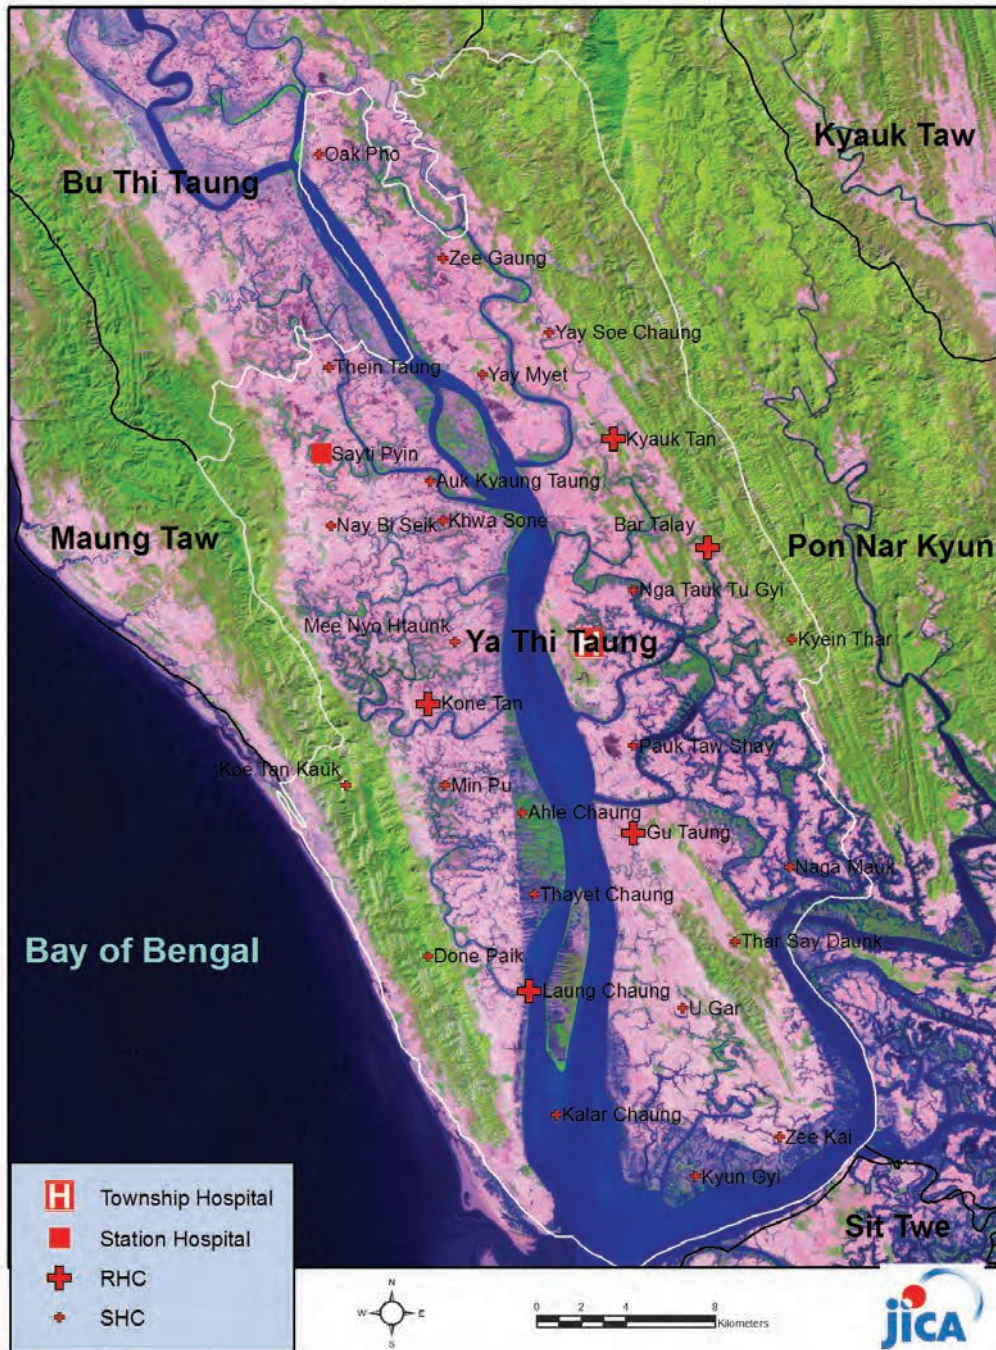 Kyauk Taw
Oak Pho
Bu Thi Taung
Zee Gaung
Yay Soe Chaung
Thein Taung
Yay Myet
Kyauk Tan
Sayti Pyin
Auk Kyaung Taung
Nay Bi Seik
Khwa Sone
Bar Talay
Maung Taw
Pon Nar Kyun
Nga Tauk Tu Gyi
Mee Nyo Htaunk
Ya Thi Taung
H
Kyein Thar
Kone Tan
Pauk Taw Shay
Koe Tan Kauk
Min Pu
Ahle Chaung
Gu Taung
Naga Mauk
Thayet Chaung
Thar Say Daunk
Bay of Bengal
Done Paik
Laung Chaung
U Gar
Kalar Chaung
Zee Kai
Kyun Gyi
Sit Twe
H Township Hospital
Station Hospital
RHC
SHC
N
W E
S
0 2 4 8
Kilometers
jICA